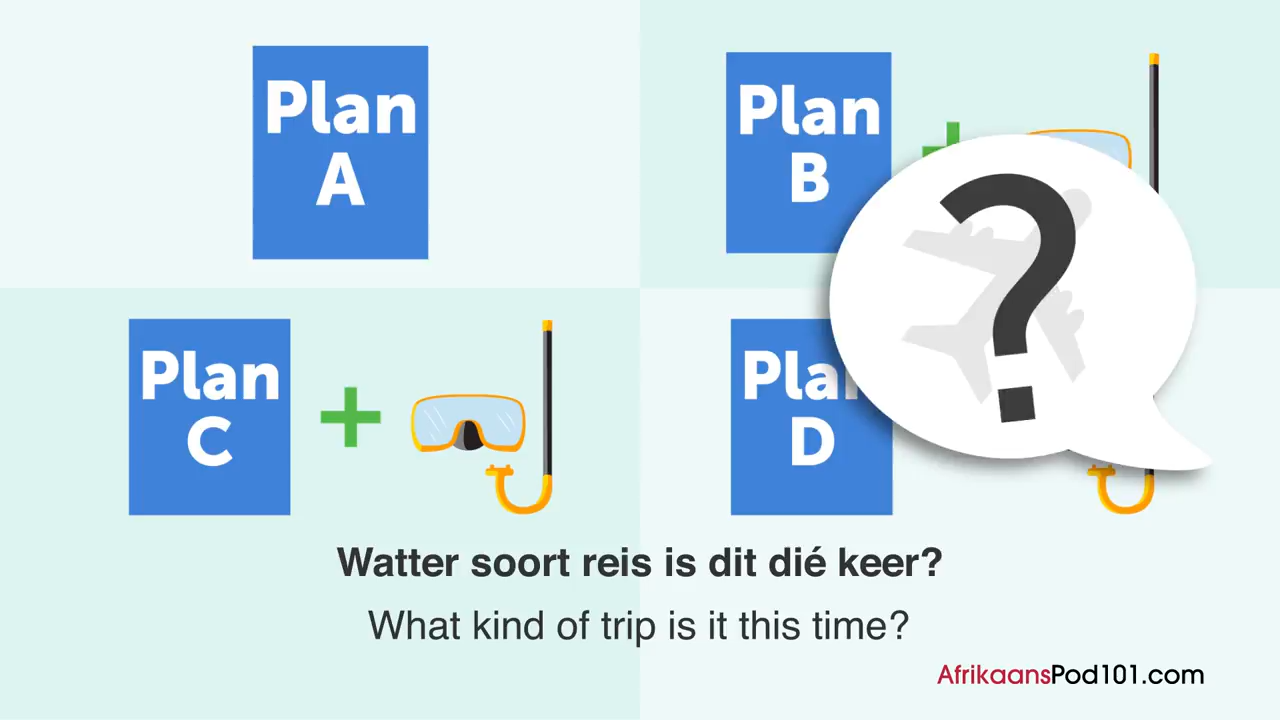 Plan
A
Plan
B
Plan
C
Plan
D
Watter soort reis is dit dié keer?
What kind of trip is it this time?
AfrikaansPod101.com